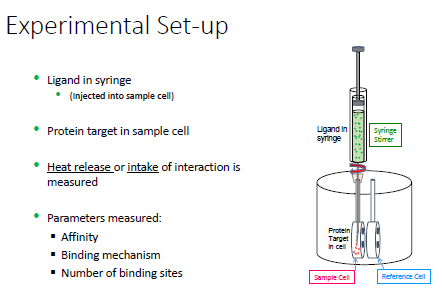 Experimental Set-up
• Ligand in syringe
• (Injected into sample cell)
• Protein target in sample cell
• Heat release or intake of interaction is
measured
• Parameters measured:
▪ Affinity
▪ Binding mechanism
▪ Number of binding sites
Ligand in
syringe
Syringe
Stirrer
Protein
Target
in cell
Sample Cell
Reference Cell